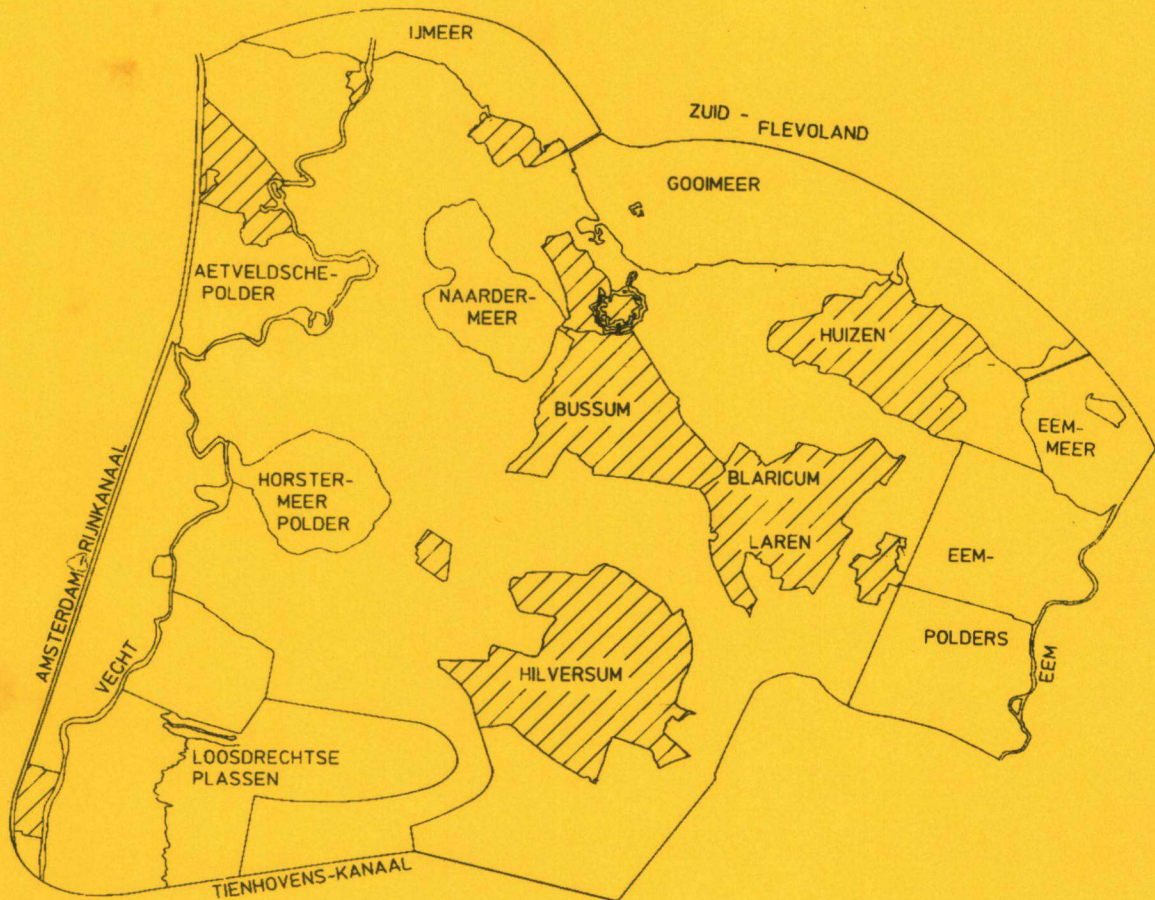 IJMEER
ZUID -
FLEVOLAND
GOOIMEER
AETVELDSCHE-
POLDER
NAARDER-
MEER
HUIZEN
BUSSUM
EEM-
MEER
HORSTER-
MEER
POLDER
BLARICUM
LAREN
EEM-
POLDERS
EEM
AMSTERDAM-RIJNKANAAL
VECHT
HILVERSUM
LOOSDRECHTSE
PLASSEN
TIENHOVENS-KANAAL